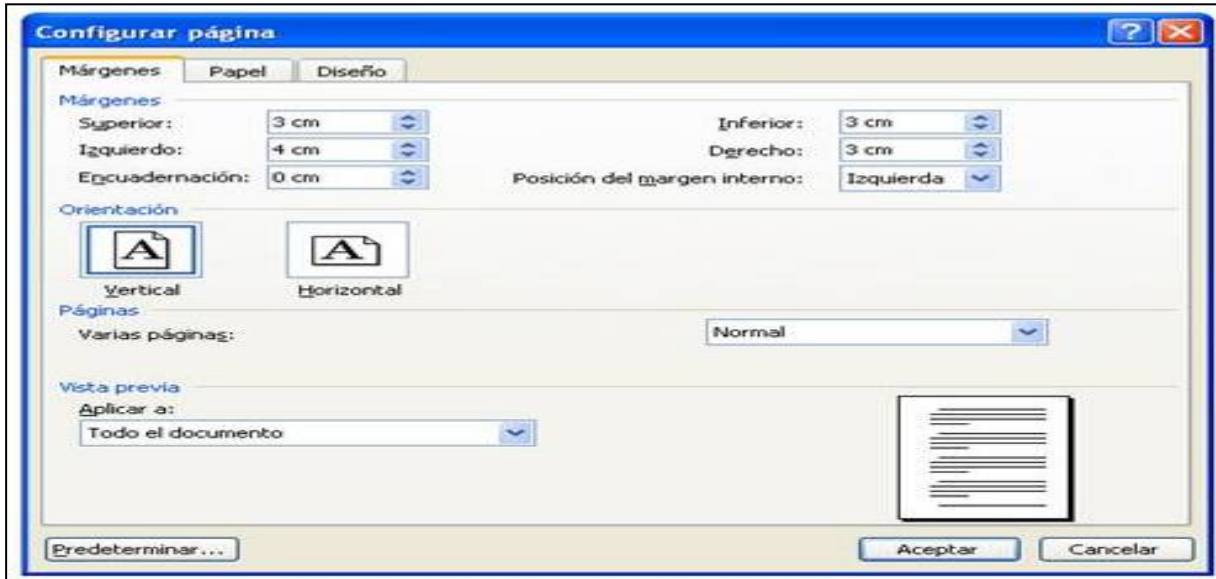 Configurar página
Márgenes Papel Diseño
Márgenes
Superior: 3 cm Inferior: 3 cm
Izquierdo: 4 cm Derecho: 3 cm
Encuadernación: 0 cm Posición del margen interno: Izquierda
Orientación
A A
Vertical Horizontal
Páginas
Varias páginas: Normal
Vista previa
Aplicar a:
Todo el documento
Predeterminar... Aceptar Cancelar